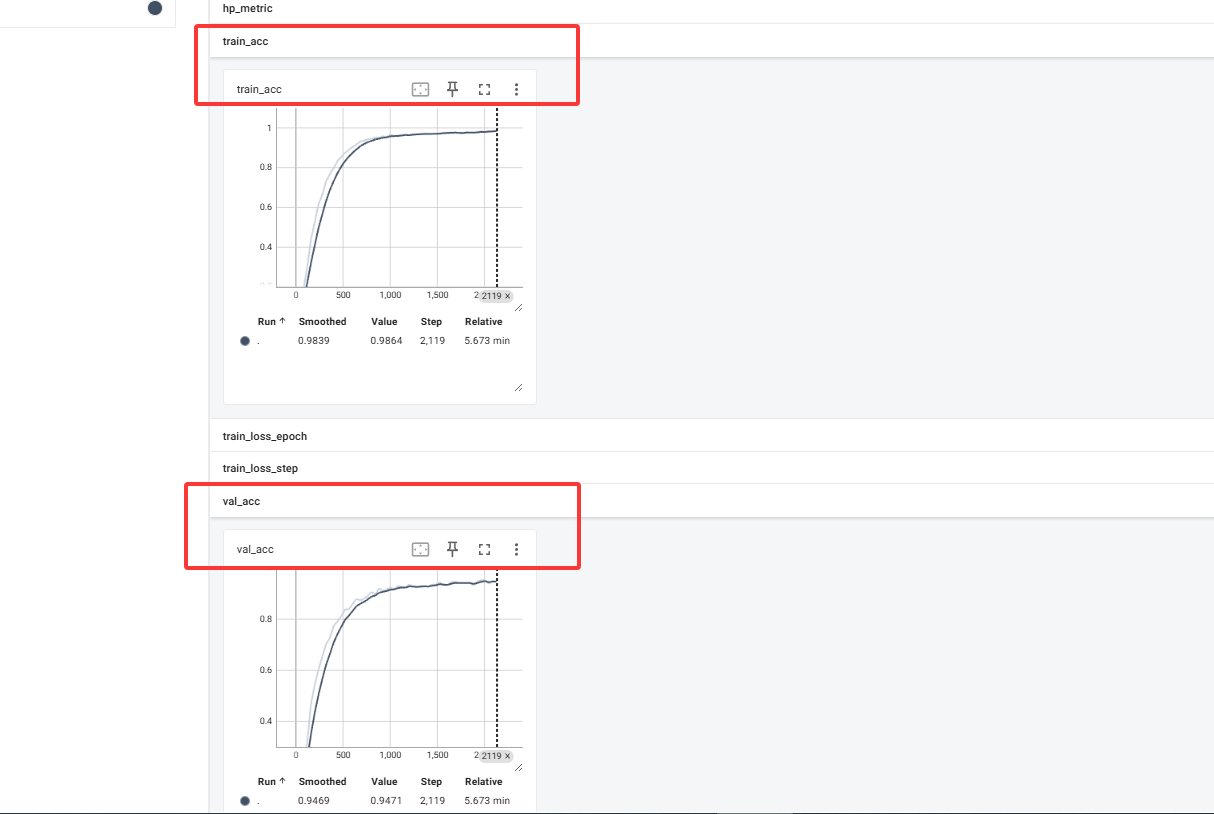 hp_metric
train_acc
train_acc
1
0.8
0.6
0.4
0 500 1,000 1,500 2 2119 ×
Run ↑ Smoothed Value Step Relative
. 0.9839 0.9864 2,119 5.673 min
train_loss_epoch
train_loss_step
val_acc
val_acc
0.8
0.6
0.4
0 500 1,000 1,500 2 2119 ×
Run ↑ Smoothed Value Step Relative
. 0.9469 0.9471 2,119 5.673 min